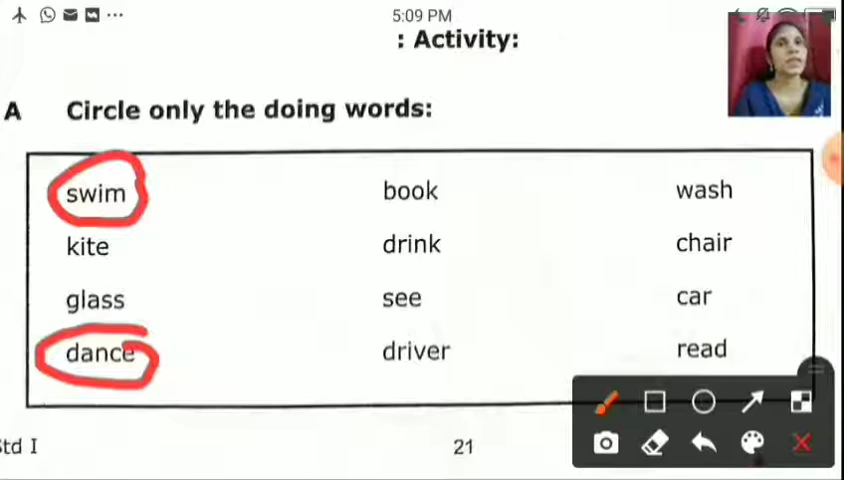 5:09 PM
: Activity:
A Circle only the doing words:
swim book wash
kite drink chair
glass see car
dance driver read
Std I 21